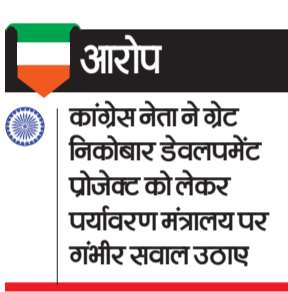 आरोप
कांग्रेस नेता ने ग्रेट
निकोबार डेवलपमेंट
प्रोजेक्ट को लेकर
पर्यावरण मंत्रालय पर
गंभीर सवाल उठाए